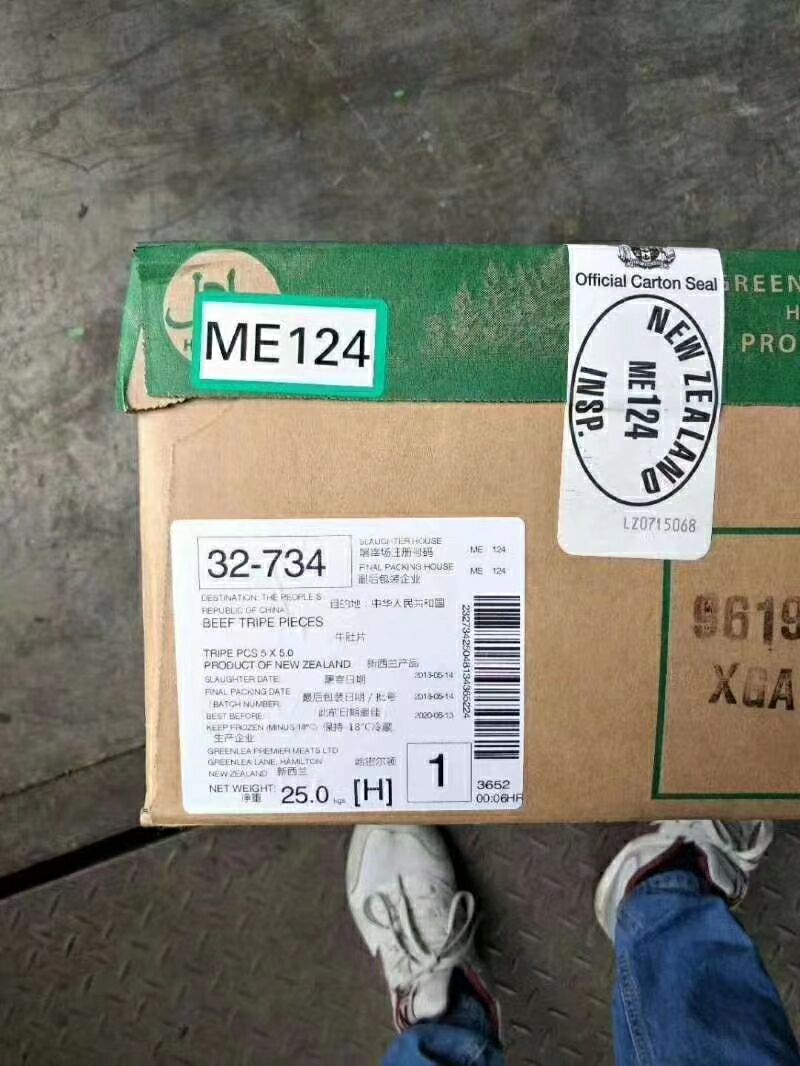 ME124
Official Carton Seal
NEW ZEALAND
ME124
INSP.
LZ0715068
GREEN
H
PRO
32-734
SLAUGHTER HOUSE
屠宰场注册号码
ME 124
FINAL PACKING HOUSE
最后包装企业
ME 124
DESTINATION: THE PEOPLE'S
REPUBLIC OF CHINA
目的地：中华人民共和国
BEEF TRIPE PIECES
牛肚片
TRIPE PCS 5 X 5.0
PRODUCT OF NEW ZEALAND 新西兰产品
SLAUGHTER DATE: 屠宰日期
FINAL PACKING DATE 最后包装日期 / 批号
/ BATCH NUMBER:
BEST BEFORE: 此前日期最佳 2020-05-13
KEEP FROZEN (MINUS 18°C) 保持-18°C冷藏
生产企业
GREENLEA PREMIER MEATS LTD
GREENLEA LANE, HAMILTON
NEW ZEALAND 新西兰
NET WEIGHT: 25.0 kgs [H]
净重
1
3652
00:06HR
9619
XGA